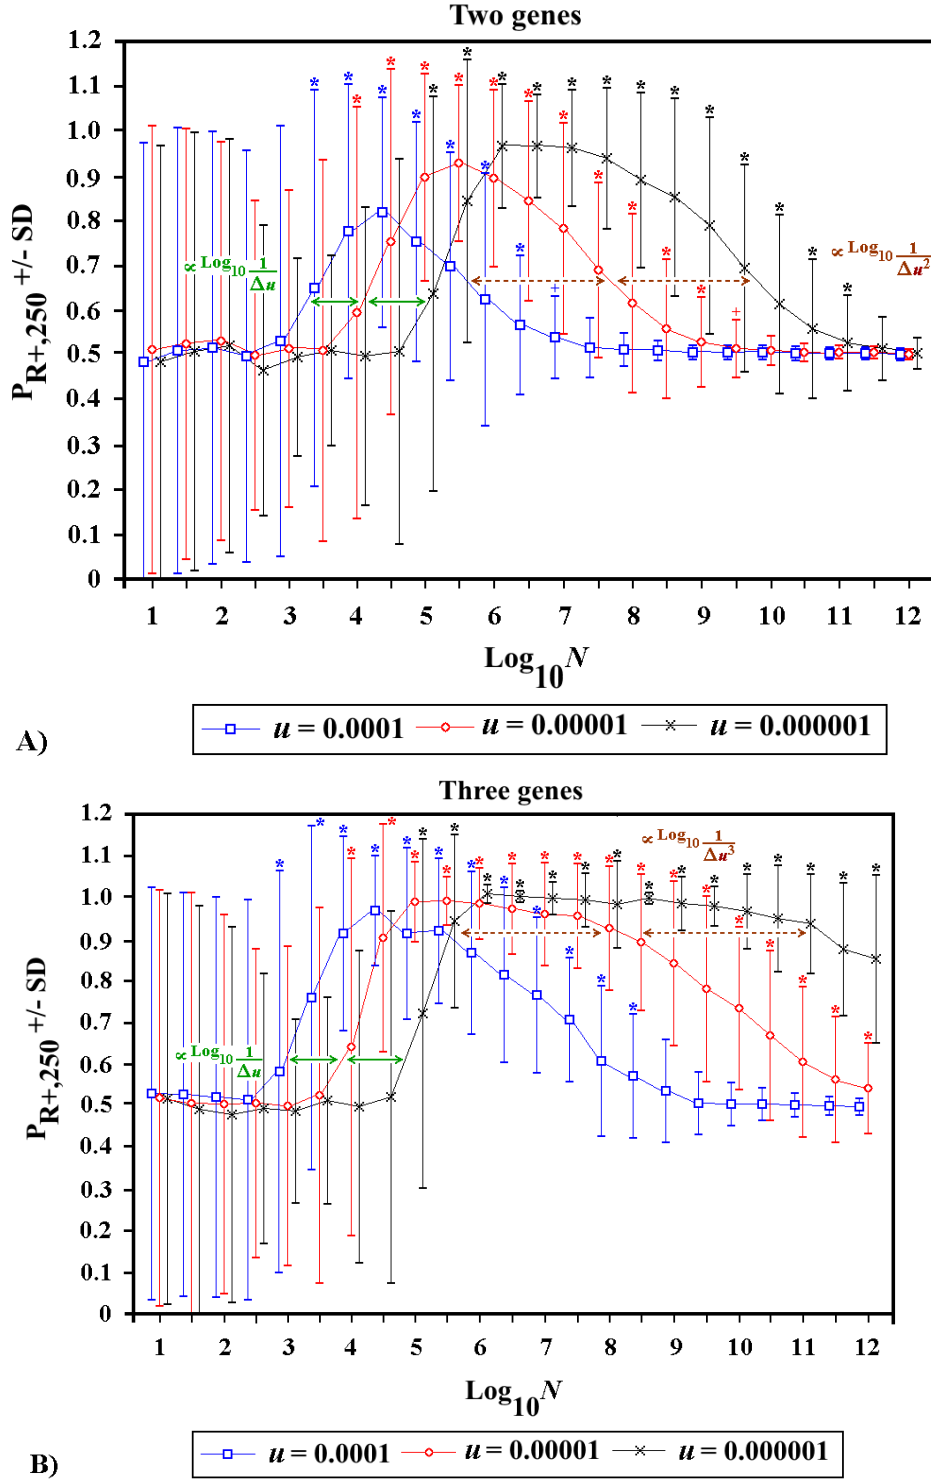 Two genes
P_R+,250 +/- SD
1.2
1.1
1.0
0.9
0.8
0.7
0.6
0.5
0.4
0.3
0.2
0.1
0
∝ Log10 1/Δu
∝ Log10 1/Δu²
1 2 3 4 5 6 7 8 9 10 11 12
Log10 N
u = 0.0001 u = 0.00001 u = 0.000001
A)
Three genes
P_R+,250 +/- SD
1.2
1.1
1.0
0.9
0.8
0.7
0.6
0.5
0.4
0.3
0.2
0.1
0
∝ Log10 1/Δu³
∝ Log10 1/Δu
1 2 3 4 5 6 7 8 9 10 11 12
Log10 N
u = 0.0001 u = 0.00001 u = 0.000001
B)